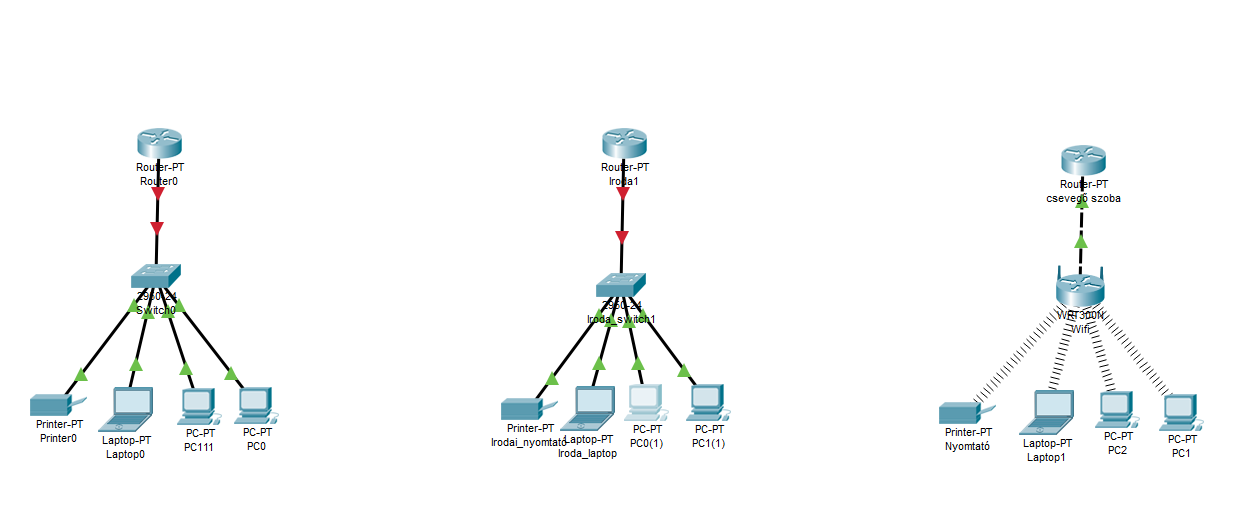 Router-PT
Router0
2950-24
Switch0
Printer-PT
Printer0
Laptop-PT
Laptop0
PC-PT
PC111
PC-PT
PC0
Router-PT
Iroda1
2950-24
Iroda_switch1
Printer-PT
Irodai_nyomtató
Laptop-PT
Iroda_laptop
PC-PT
PC0(1)
PC-PT
PC1(1)
Router-PT
csevegő szoba
WRT300N
Wifi
Printer-PT
Nyomtató
Laptop-PT
Laptop1
PC-PT
PC2
PC-PT
PC1